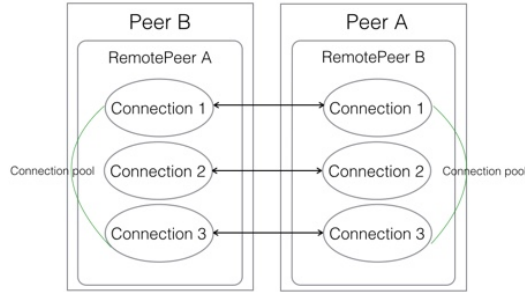 Peer B
Peer A
RemotePeer A
RemotePeer B
Connection 1
Connection 1
Connection pool
Connection 2
Connection 2
Connection pool
Connection 3
Connection 3